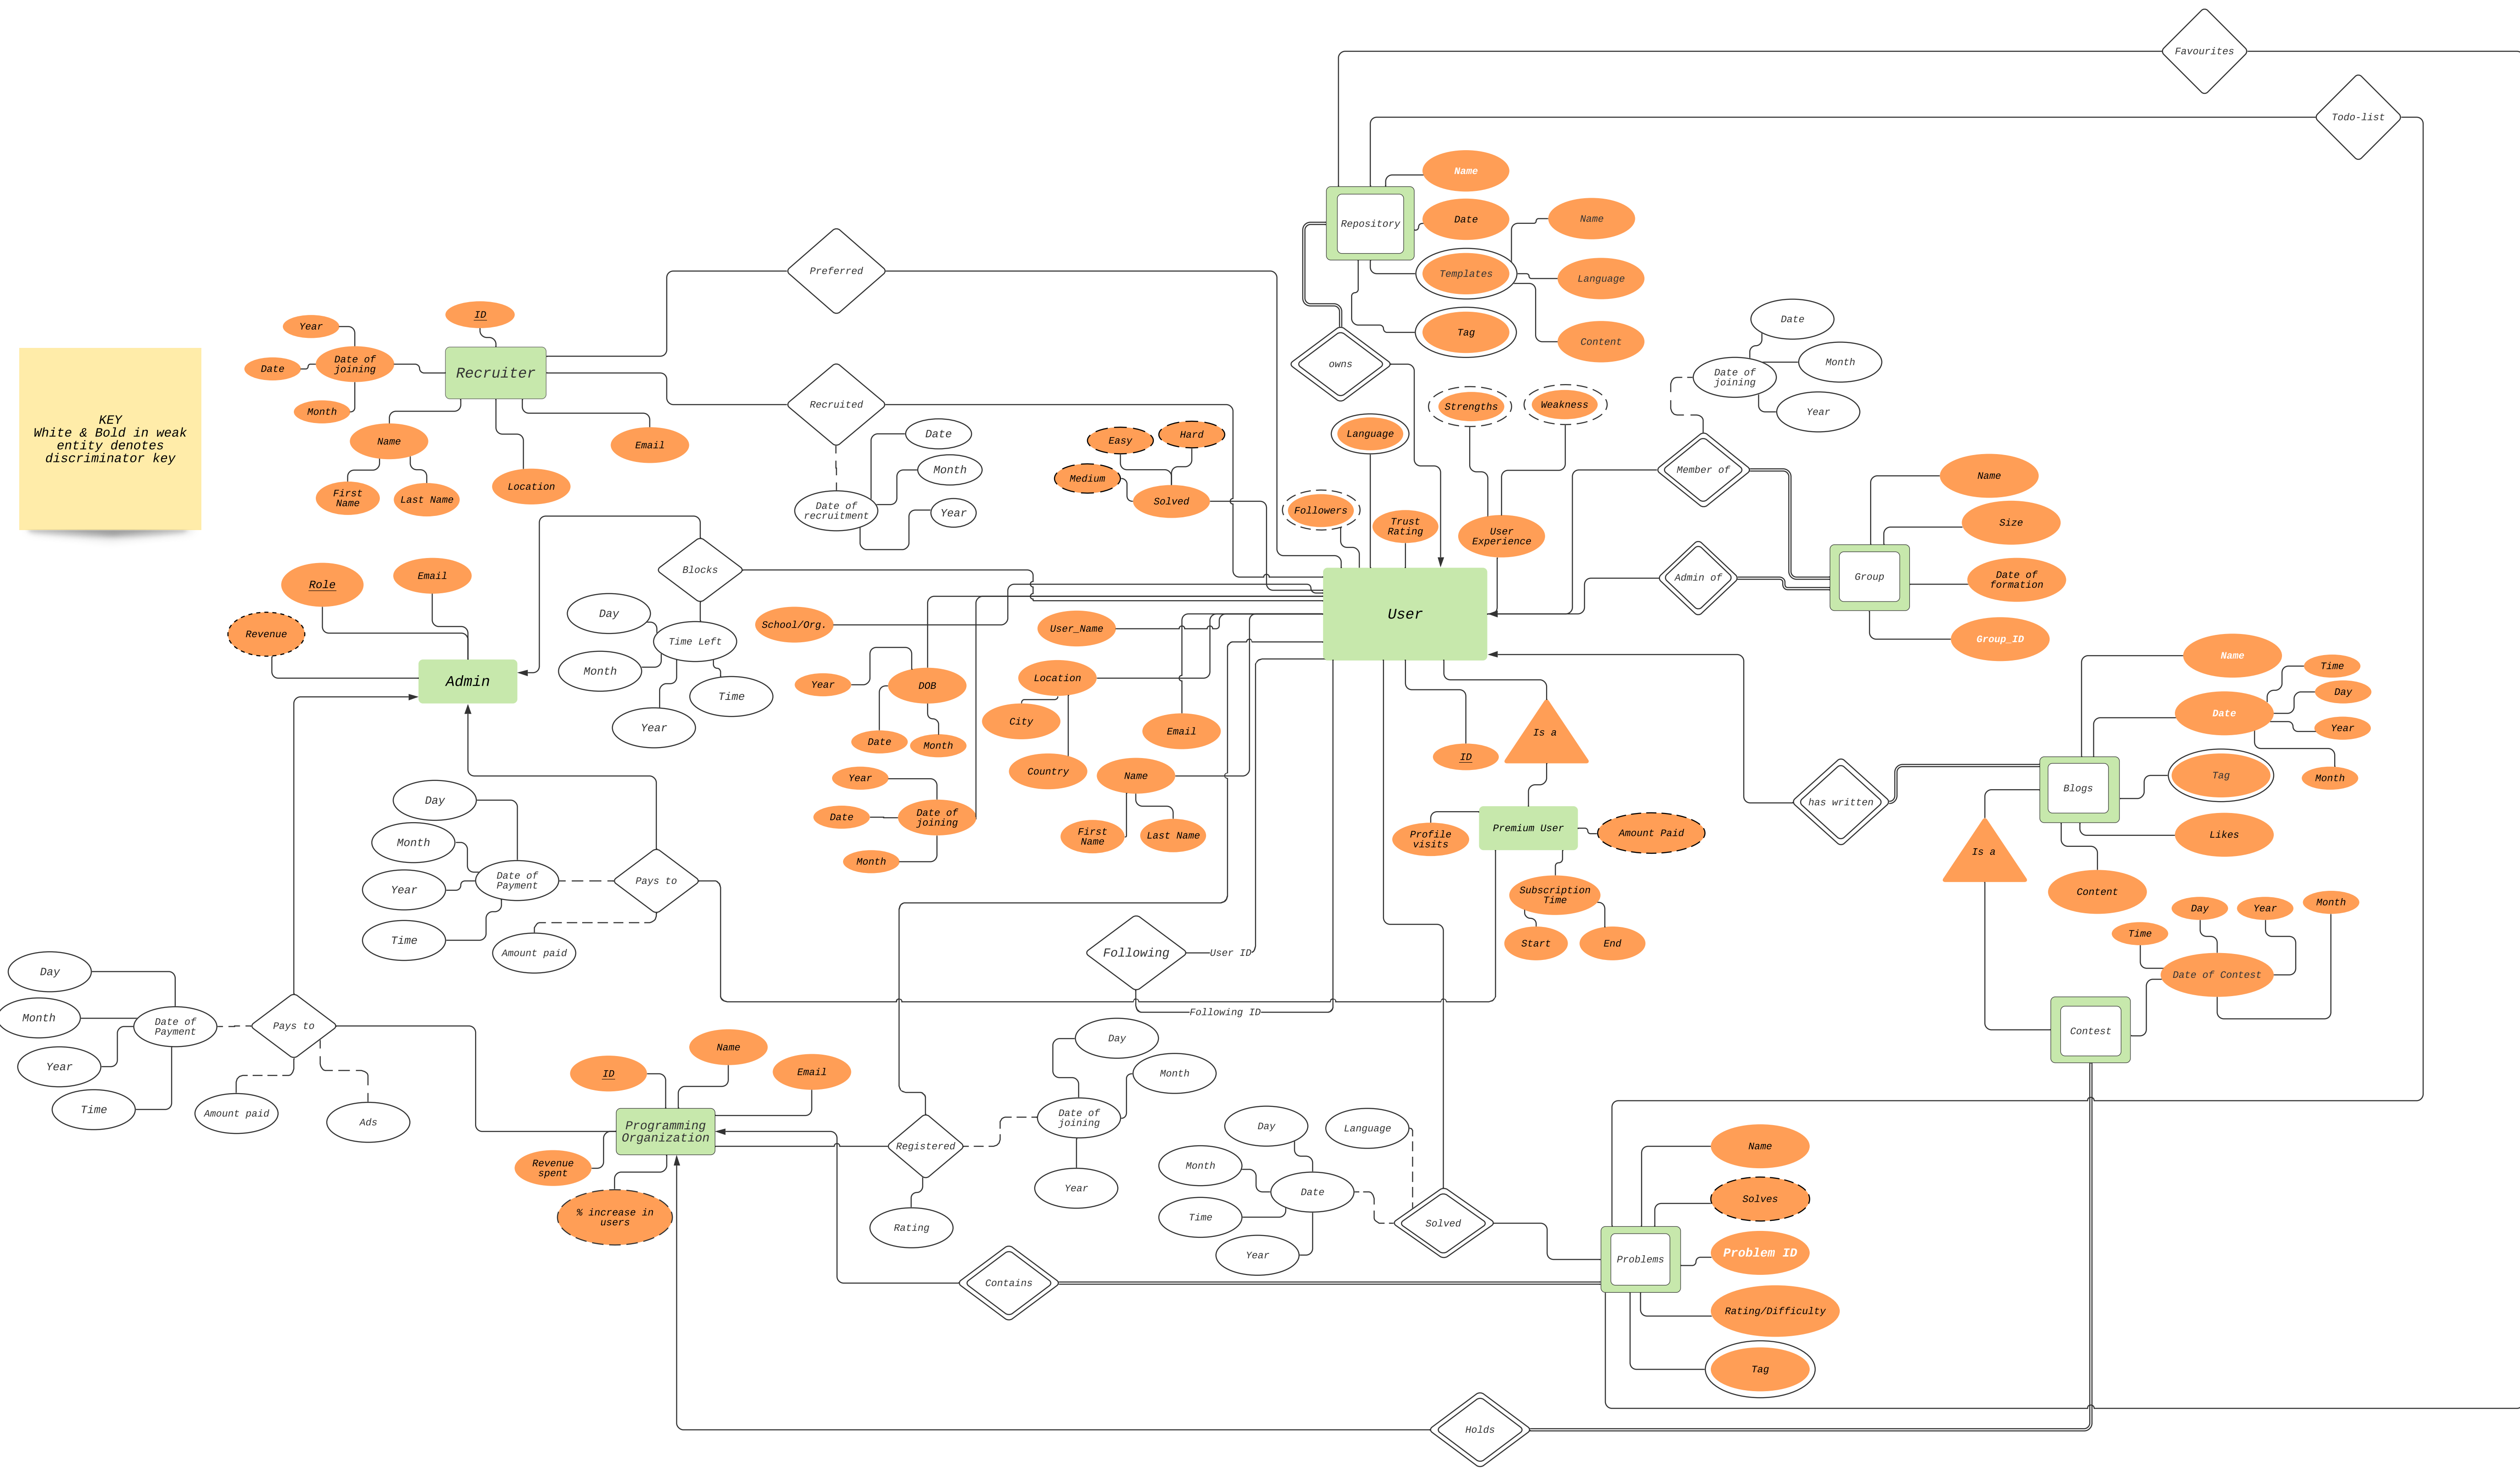 Favourites
Todo-list
Name
Repository
Date
Name
Templates
Language
Tag
Content
owns
Preferred
ID
Year
Date of
joining
Date
Month
Recruiter
Name
First
Name
Last Name
Location
Email
KEY
White & Bold in weak
entity denotes
discriminator key
Recruited
Date
Month
Date of
recruitment
Year
Easy
Hard
Medium
Solved
Language
Strengths
Weakness
Followers
Trust
Rating
User
Experience
Date
Month
Date of
joining
Year
Member of
Admin of
Group
Name
Size
Date of
formation
Group_ID
Role
Email
Revenue
Admin
Blocks
Day
Time Left
Month
Time
Year
School/Org.
User_Name
User
Year
DOB
Date
Month
Location
City
Country
Email
Name
First
Name
Last Name
Year
Date
Date of
joining
Month
ID
Is a
Premium User
Profile
visits
Amount Paid
Subscription
Time
Start
End
has written
Name
Time
Day
Date
Year
Month
Blogs
Tag
Likes
Content
Is a
Day
Year
Month
Time
Date of Contest
Contest
Day
Month
Year
Time
Date of
Payment
Pays to
Amount paid
Following
User ID
Following ID
Day
Month
Year
Time
Date of
Payment
Pays to
Amount paid
Ads
ID
Name
Email
Programming
Organization
Revenue
spent
% increase in
users
Registered
Rating
Day
Month
Date of
joining
Year
Day
Language
Month
Date
Time
Year
Solved
Contains
Problems
Name
Solves
Problem ID
Rating/Difficulty
Tag
Holds